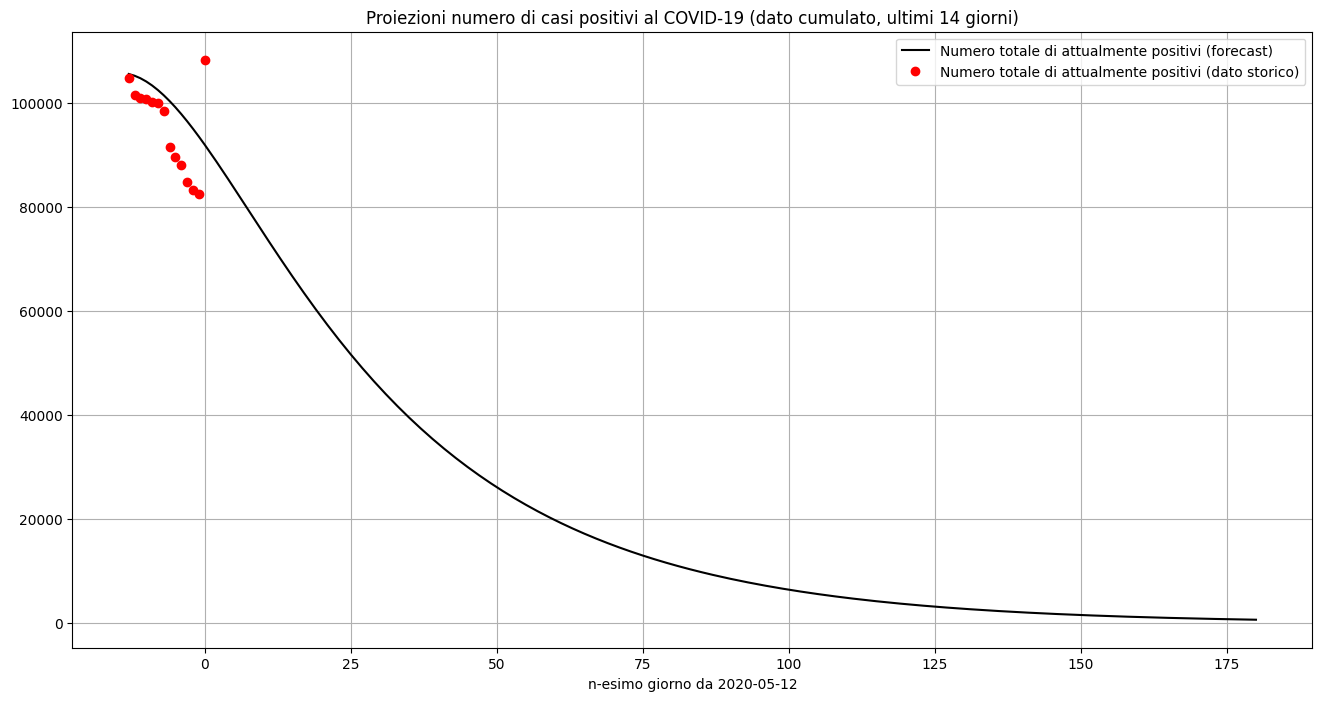 Proiezioni numero di casi positivi al COVID-19 (dato cumulato, ultimi 14 giorni)
Numero totale di attualmente positivi (forecast)
Numero totale di attualmente positivi (dato storico)
100000
80000
60000
40000
20000
0
0 25 50 75 100 125 150 175
n-esimo giorno da 2020-05-12